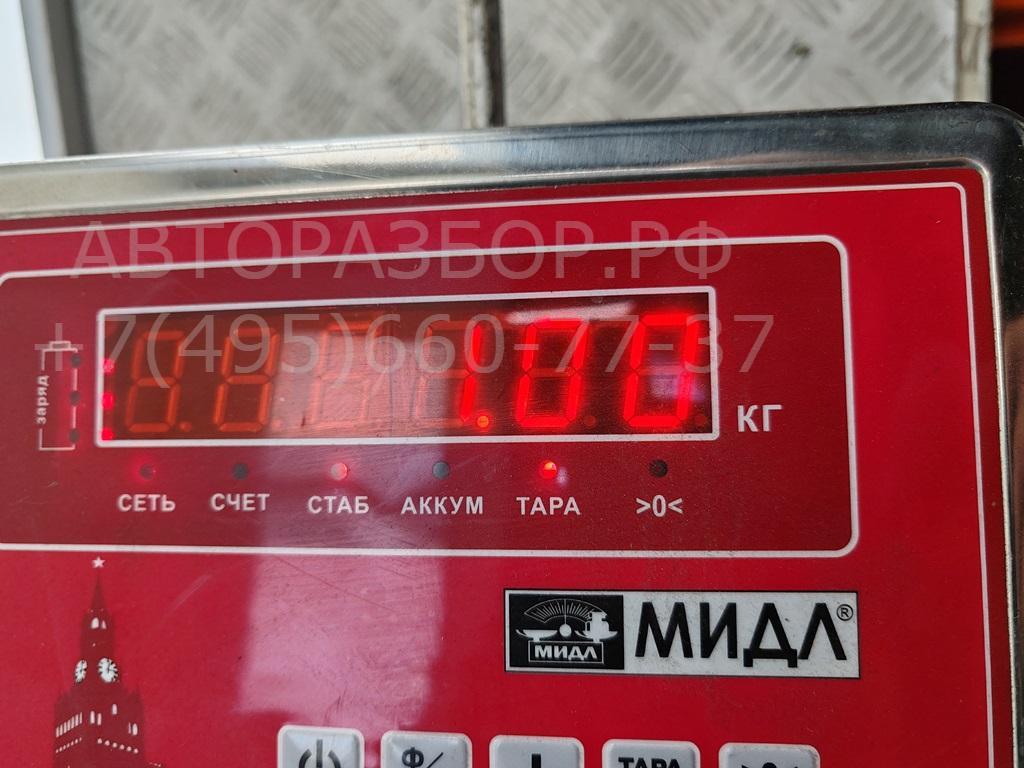 АВТОРАЗБОР.РФ
+7(495)660-77-37
заряд
1.00
КГ
СЕТЬ СЧЕТ СТАБ АККУМ ТАРА >0<
МИДЛ МИДЛ®
Ф/ ТАРА >0<